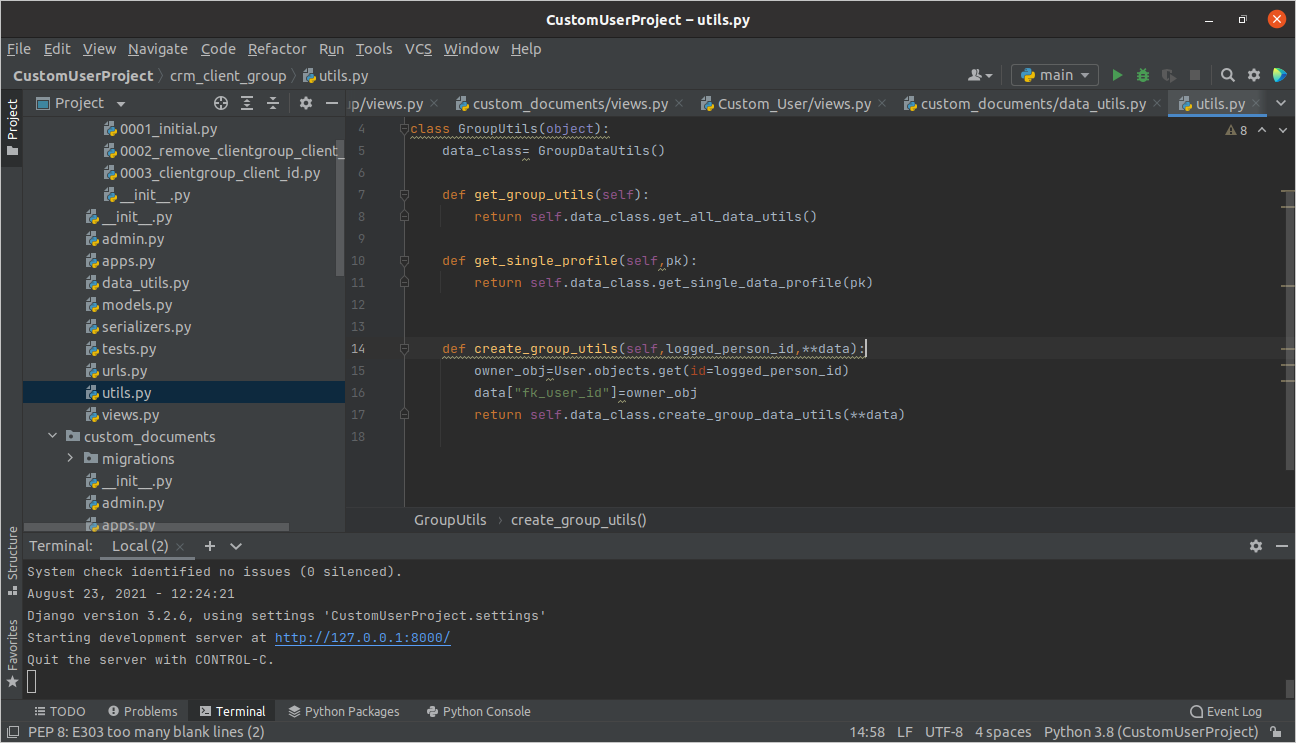 CustomUserProject – utils.py
File Edit View Navigate Code Refactor Run Tools VCS Window Help
CustomUserProject crm_client_group utils.py main
Project
Project
p/views.py custom_documents/views.py Custom_User/views.py custom_documents/data_utils.py utils.py
0001_initial.py
0002_remove_clientgroup_client_
0003_clientgroup_client_id.py
__init__.py
__init__.py
admin.py
apps.py
data_utils.py
models.py
serializers.py
tests.py
urls.py
utils.py
views.py
custom_documents
migrations
__init__.py
admin.py
apps.py
8
4 class GroupUtils(object):
5 data_class= GroupDataUtils()
6
7 def get_group_utils(self):
8 return self.data_class.get_all_data_utils()
9
10 def get_single_profile(self,pk):
11 return self.data_class.get_single_data_profile(pk)
12
13
14 def create_group_utils(self,logged_person_id,**data):
15 owner_obj=User.objects.get(id=logged_person_id)
16 data["fk_user_id"]=owner_obj
17 return self.data_class.create_group_data_utils(**data)
18
GroupUtils create_group_utils()
Structure
Favorites
Terminal: Local (2)
System check identified no issues (0 silenced).
August 23, 2021 - 12:24:21
Django version 3.2.6, using settings 'CustomUserProject.settings'
Starting development server at http://127.0.0.1:8000/
Quit the server with CONTROL-C.
TODO Problems Terminal Python Packages Python Console Event Log
PEP 8: E303 too many blank lines (2) 14:58 LF UTF-8 4 spaces Python 3.8 (CustomUserProject)